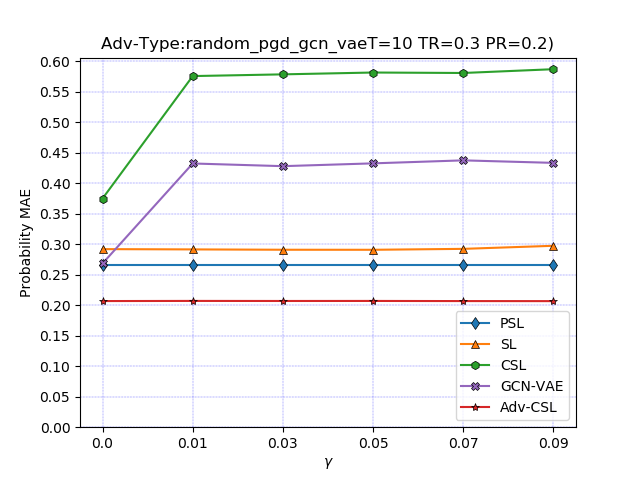 Adv-Type:random_pgd_gcn_vaeT=10 TR=0.3 PR=0.2)
0.60
0.55
0.50
0.45
0.40
0.35
0.30
0.25
0.20
0.15
0.10
0.05
0.00
Probability MAE
0.0 0.01 0.03 0.05 0.07 0.09
γ
PSL
SL
CSL
GCN-VAE
Adv-CSL